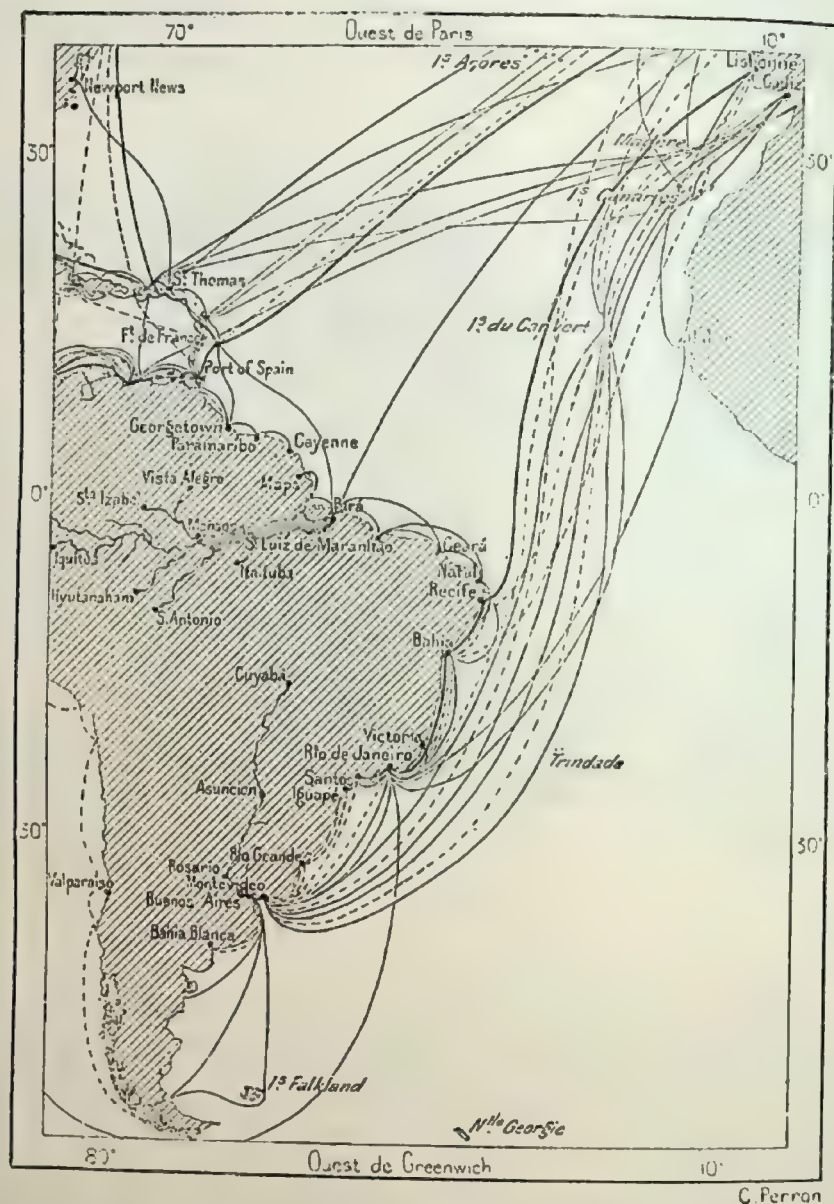 70°
Ouest de Paris
10°
Lisbonne
Cadiz
Is Açores
Newport News
30°
30°
Is Canaries
St Thomas
Is du Cap Vert
Ft de France
Port of Spain
Georgetown
Paramaribo
Cayenne
Vista Alegro
Mapa
Sta Izabel
0°
0°
Pará
Manaos
S. Luiz de Maranhão
Ceará
Iquitos
Itaituba
Natal
Recife
Hyutanaham
S. Antonio
Bahia
Cuyabá
Victoria
Rio de Janeiro
Trindade
Santos
Iguape
Asuncion
30°
30°
Rio Grande
Rosario
Valparaiso
Montevideo
Buenos Aires
Bahia Blanca
Is Falkland
Nlle Georgie
80°
Ouest de Greenwich
10°
C. Perron